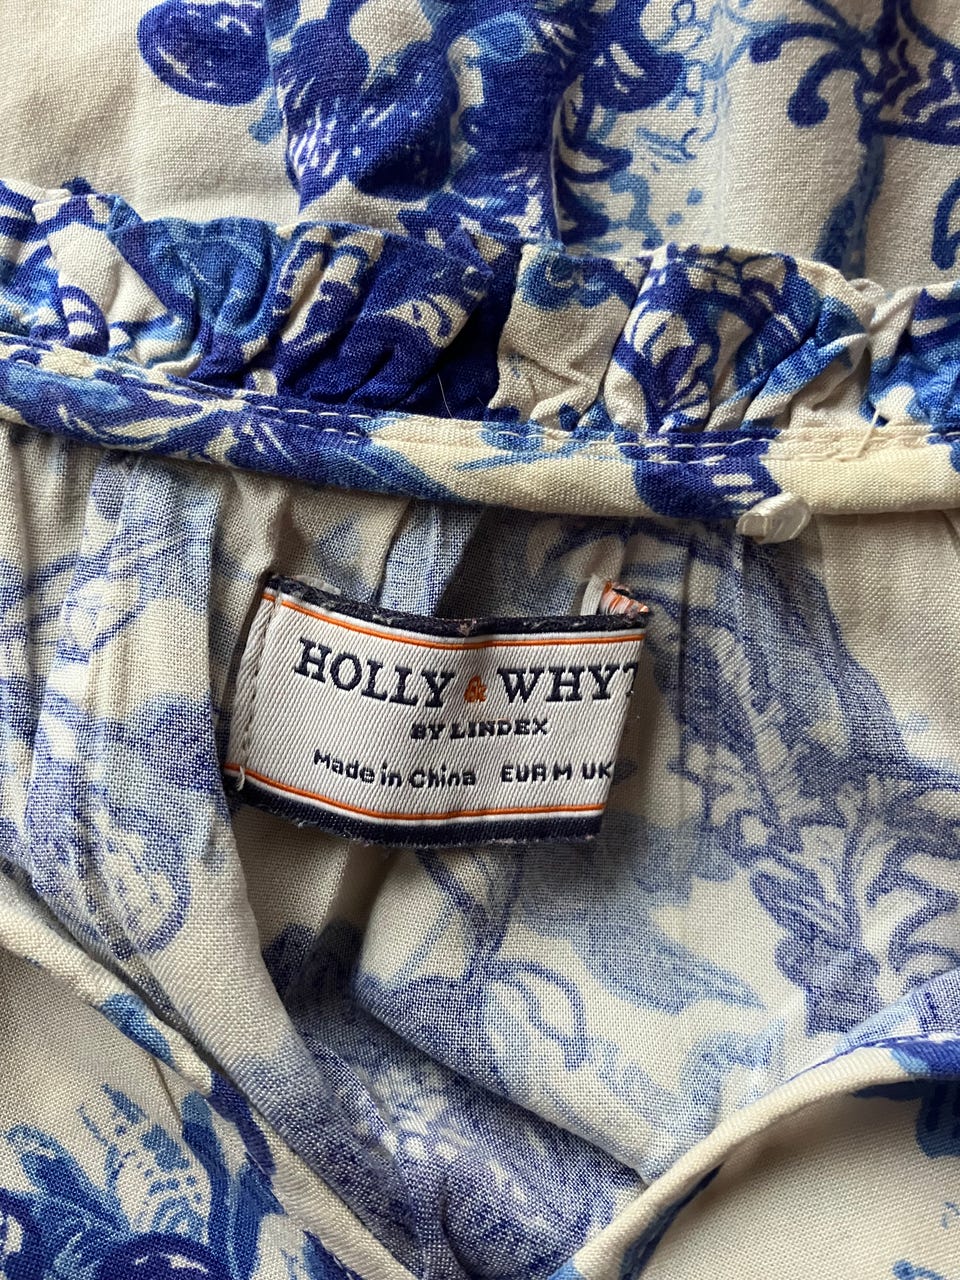 HOLLY & WHYT
BY LINDEX
Made in China EUR M UK